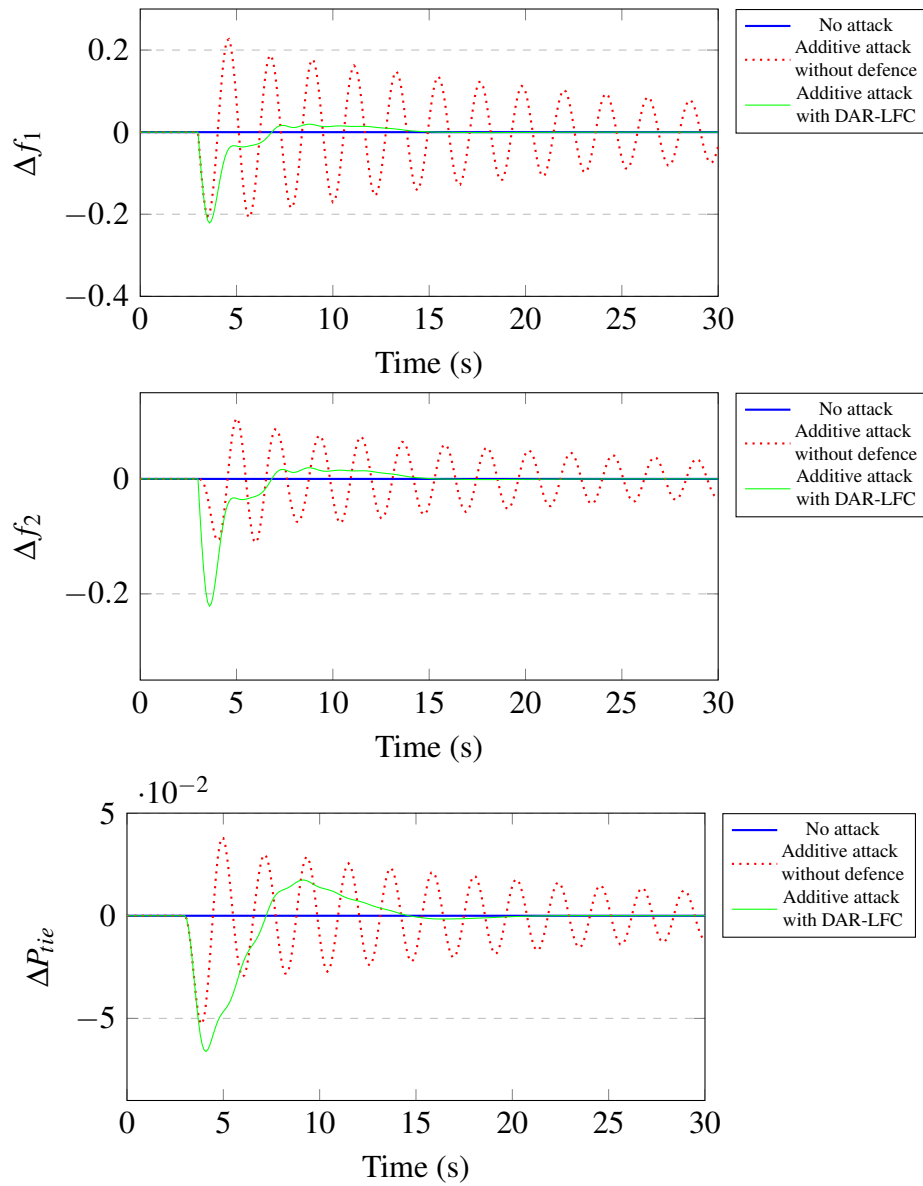 0.2
0
−0.2
−0.4
Δf1
0 5 10 15 20 25 30
Time (s)
No attack
Additive attack
without defence
Additive attack
with DAR-LFC
0
−0.2
Δf2
0 5 10 15 20 25 30
Time (s)
No attack
Additive attack
without defence
Additive attack
with DAR-LFC
·10−2
5
0
−5
ΔPtie
0 5 10 15 20 25 30
Time (s)
No attack
Additive attack
without defence
Additive attack
with DAR-LFC